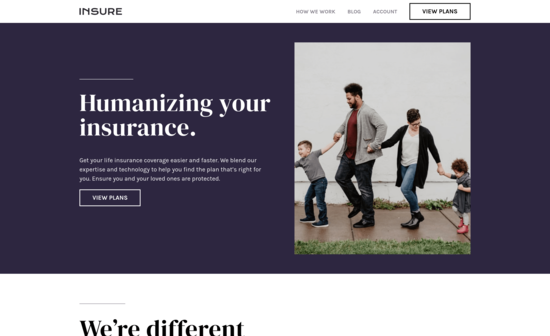 INSURE
HOW WE WORK
BLOG
ACCOUNT
VIEW PLANS
Humanizing your
insurance.
Get your life insurance coverage easier and faster. We blend our
expertise and technology to help you find the plan that's right for
you. Ensure you and your loved ones are protected.
VIEW PLANS
We’re different